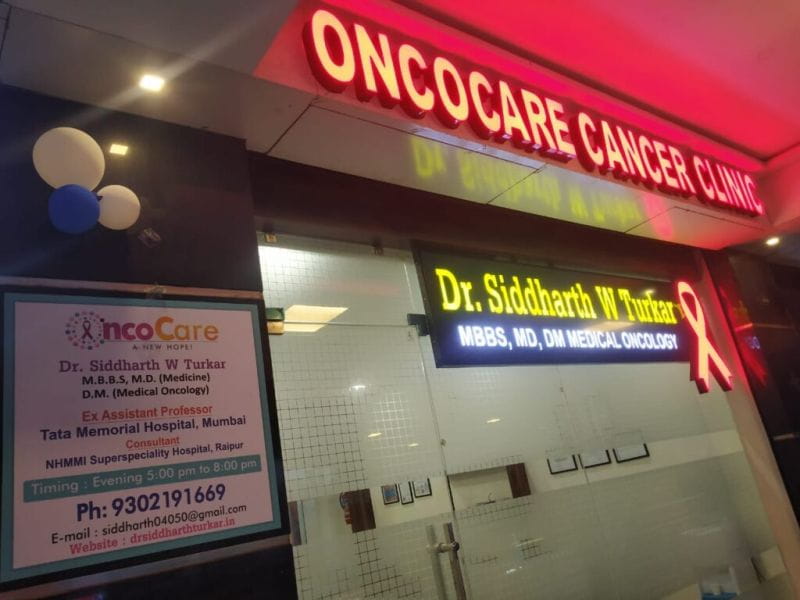 ONCOCARE CANCER CLINIC
Dr. Siddharth W Turkar
MBBS, MD, DM MEDICAL ONCOLOGY
OncoCare
A NEW HOPE!
Dr. Siddharth W Turkar
M.B.B.S, M.D. (Medicine)
D.M. (Medical Oncology)
Ex Assistant Professor
Tata Memorial Hospital, Mumbai
Consultant
NHMMI Superspeciality Hospital, Raipur
Timing : Evening 5:00 pm to 8:00 pm
Ph: 9302191669
E-mail : siddharth04050@gmail.com
Website : drsiddharthturkar.in